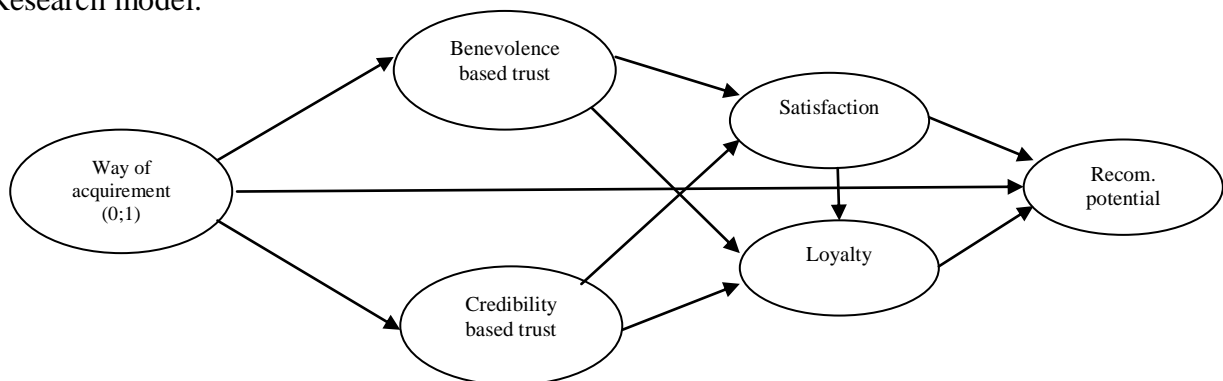 Research model.
Benevolence
based trust
Satisfaction
Way of
acquirement
(0;1)
Recom.
potential
Loyalty
Credibility
based trust